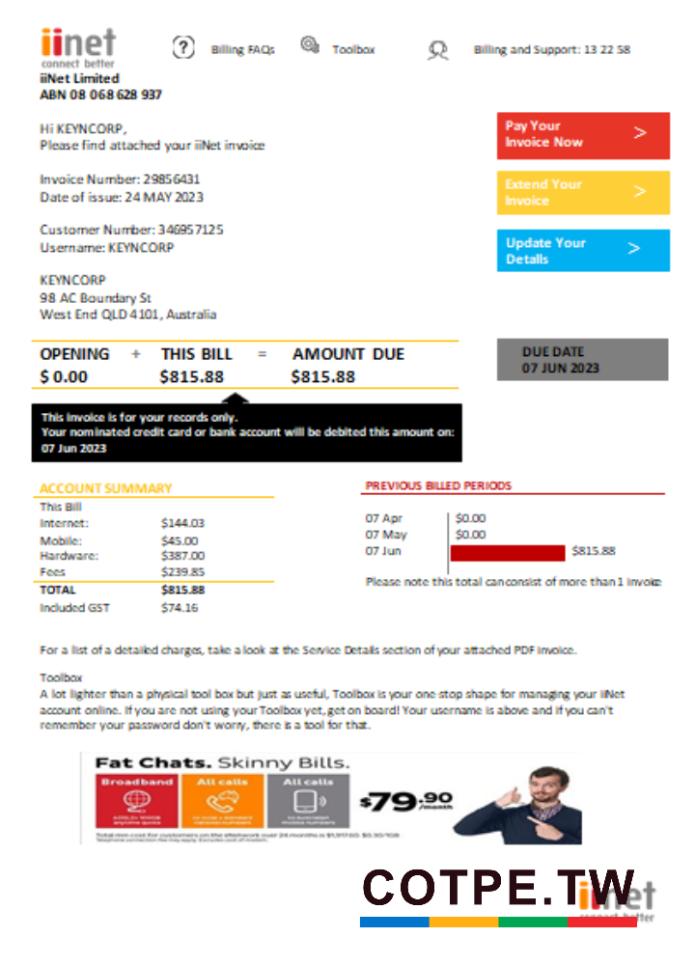 iinet
connect better
Billing FAQs
Toolbox
Billing and Support: 13 22 58
iiNet Limited
ABN 08 068 628 937
Hi KEYNCORP,
Please find attached your iiNet invoice
Pay Your
Invoice Now >
Invoice Number: 29856431
Date of issue: 24 MAY 2023
Extend Your
Invoice >
Customer Number: 346957125
Username: KEYNCORP
Update Your
Details >
KEYNCORP
98 AC Boundary St
West End QLD 4101, Australia
OPENING + THIS BILL = AMOUNT DUE
$ 0.00 $815.88 $815.88
DUE DATE
07 JUN 2023
This invoice is for your records only.
Your nominated credit card or bank account will be debited this amount on:
07 Jun 2023
ACCOUNT SUMMARY
This Bill
Internet: $144.03
Mobile: $45.00
Hardware: $387.00
Fees $239.85
TOTAL $815.88
Included GST $74.16
PREVIOUS BILLED PERIODS
07 Apr $0.00
07 May $0.00
07 Jun $815.88
Please note this total can consist of more than 1 invoice
For a list of a detailed charges, take a look at the Service Details section of your attached PDF invoice.
Toolbox
A lot lighter than a physical tool box but just as useful, Toolbox is your one stop shape for managing your iiNet
account online. If you are not using your Toolbox yet, get on board! Your username is above and if you can't
remember your password don't worry, there is a tool for that.
Fat Chats. Skinny Bills.
Broadband
All calls
All calls
$79.90
/month
COTPE.TW
iinet
connect better